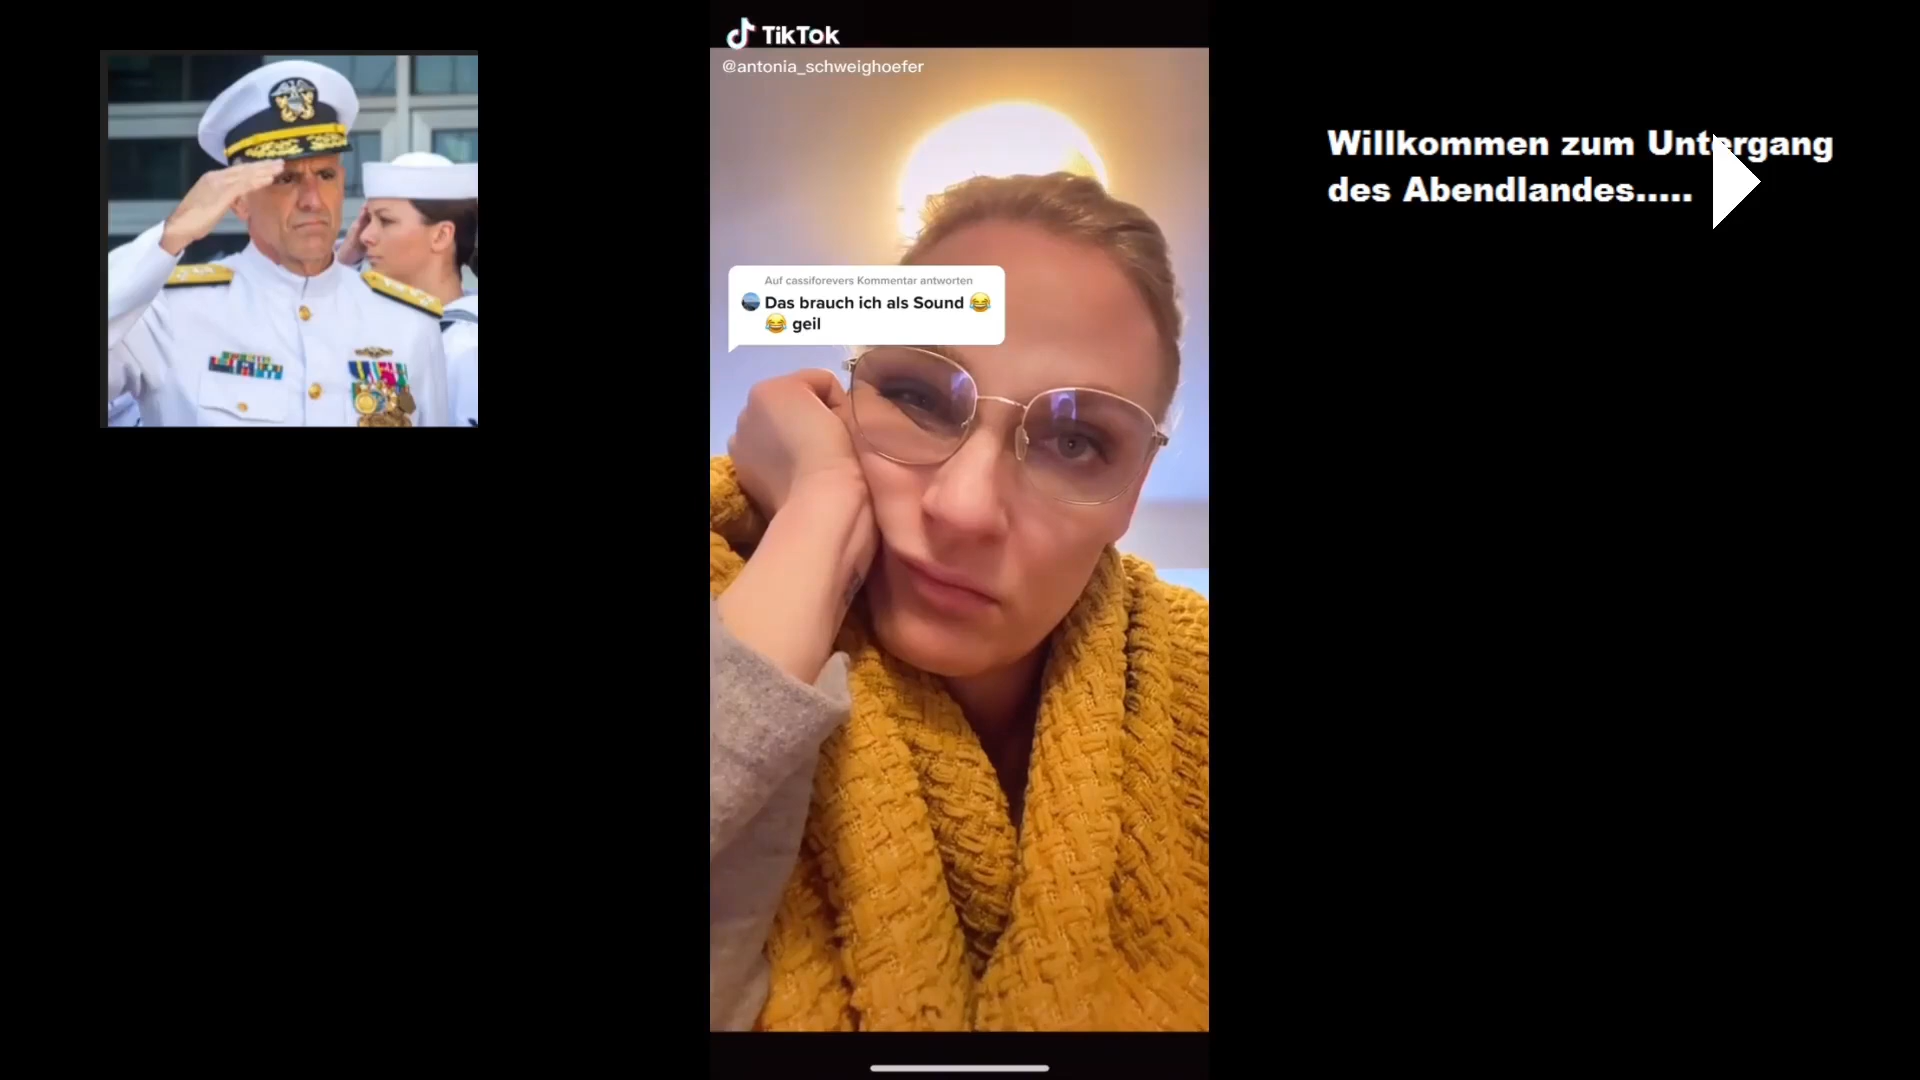 TikTok
@antonia_schweighoefer
Auf cassiforevers Kommentar antworten
Das brauch ich als Sound 😂
😂 geil
Willkommen zum Untergang
des Abendlandes.....